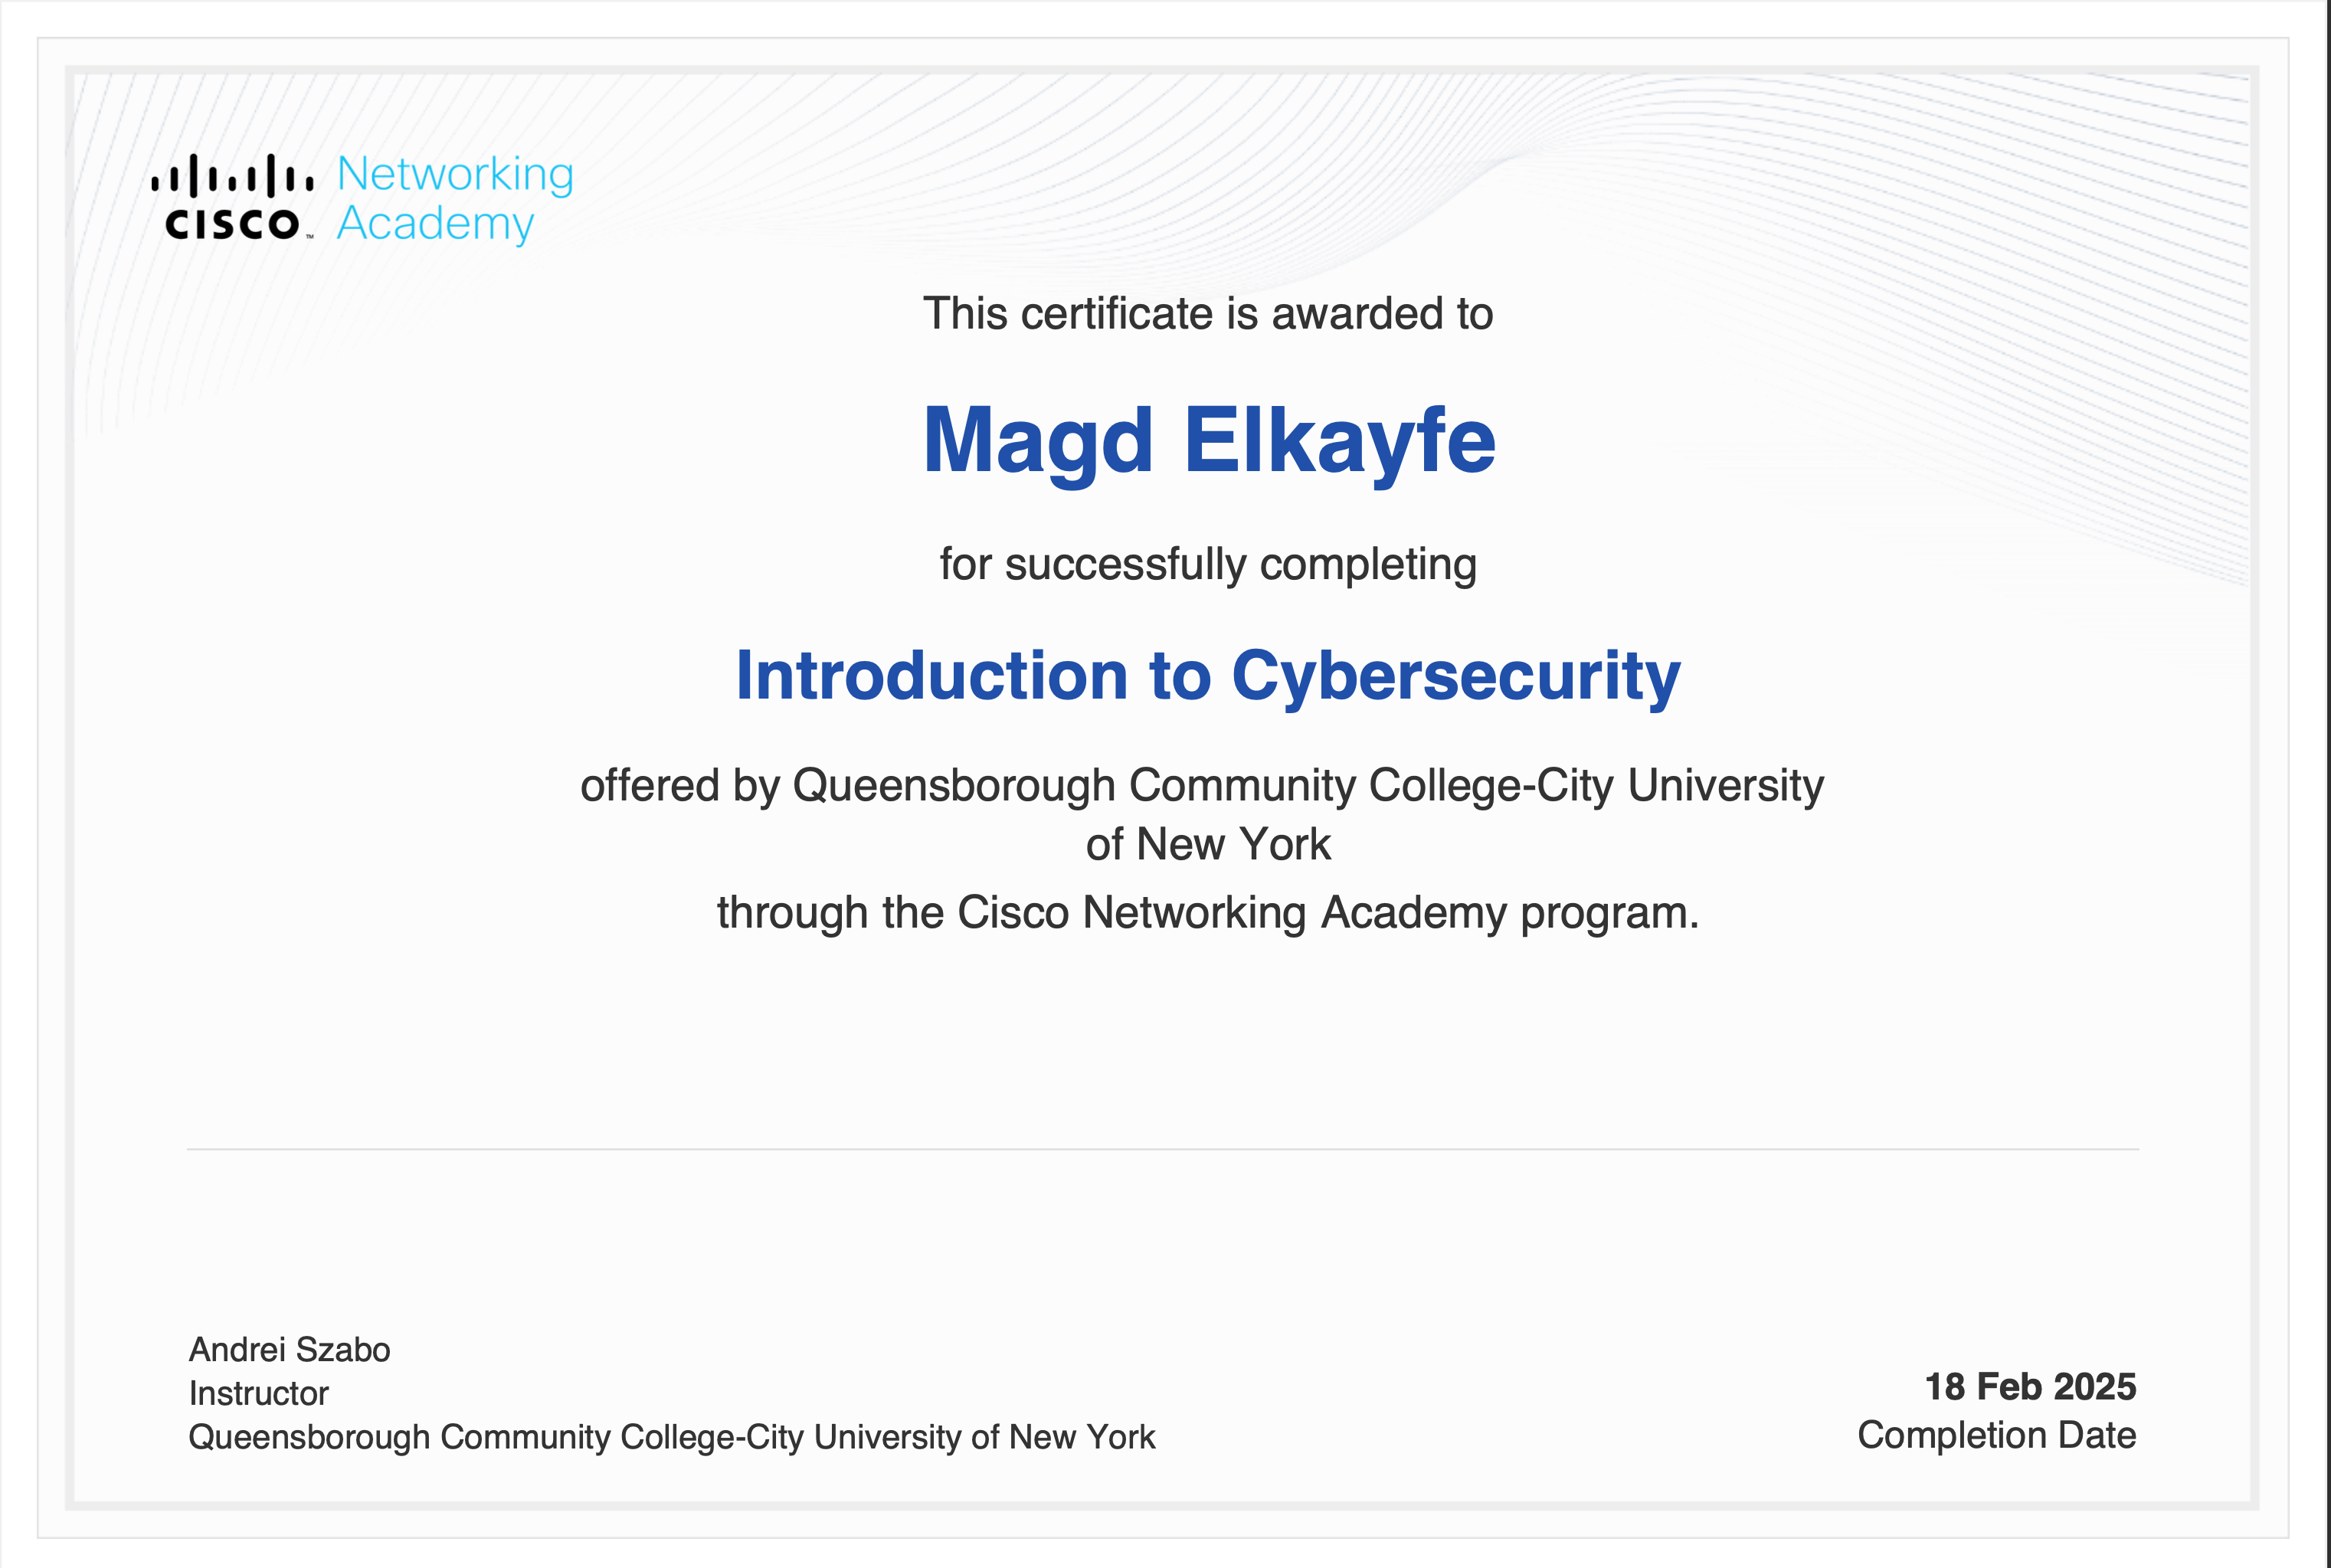 CISCO™
Networking
Academy
This certificate is awarded to
Magd Elkayfe
for successfully completing
Introduction to Cybersecurity
offered by Queensborough Community College-City University
of New York
through the Cisco Networking Academy program.
Andrei Szabo
Instructor
Queensborough Community College-City University of New York
18 Feb 2025
Completion Date